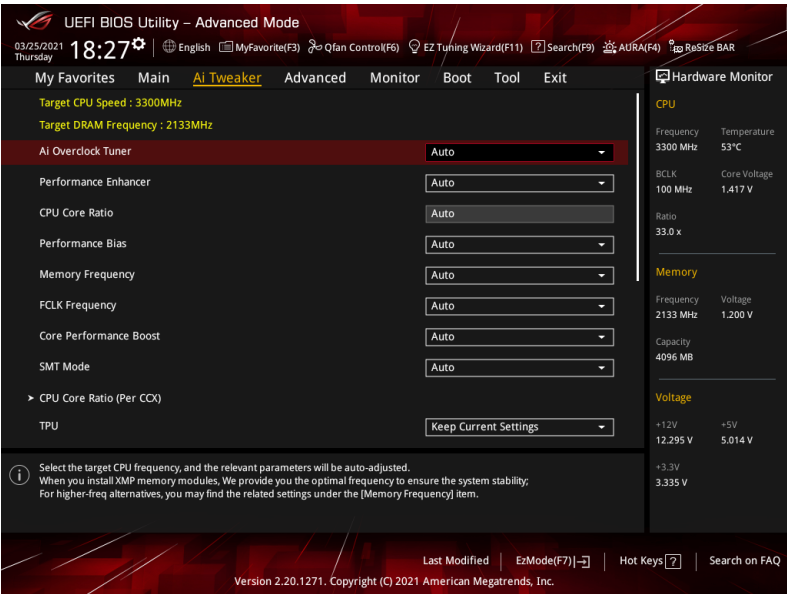 UEFI BIOS Utility – Advanced Mode
03/25/2021 Thursday 18:27 English MyFavorite(F3) Qfan Control(F6) EZ Tuning Wizard(F11) ? Search(F9) AURA(F4) ReSize BAR
My Favorites Main Ai Tweaker Advanced Monitor Boot Tool Exit
Hardware Monitor
Target CPU Speed : 3300MHz
Target DRAM Frequency : 2133MHz
Ai Overclock Tuner Auto
Performance Enhancer Auto
CPU Core Ratio Auto
Performance Bias Auto
Memory Frequency Auto
FCLK Frequency Auto
Core Performance Boost Auto
SMT Mode Auto
CPU Core Ratio (Per CCX)
TPU Keep Current Settings
CPU
Frequency Temperature
3300 MHz 53°C
BCLK Core Voltage
100 MHz 1.417 V
Ratio
33.0 x
Memory
Frequency Voltage
2133 MHz 1.200 V
Capacity
4096 MB
Voltage
+12V +5V
12.295 V 5.014 V
+3.3V
3.335 V
Select the target CPU frequency, and the relevant parameters will be auto-adjusted.
When you install XMP memory modules, We provide you the optimal frequency to ensure the system stability;
For higher-freq alternatives, you may find the related settings under the [Memory Frequency] item.
Last Modified EzMode(F7) Hot Keys ? Search on FAQ
Version 2.20.1271. Copyright (C) 2021 American Megatrends, Inc.